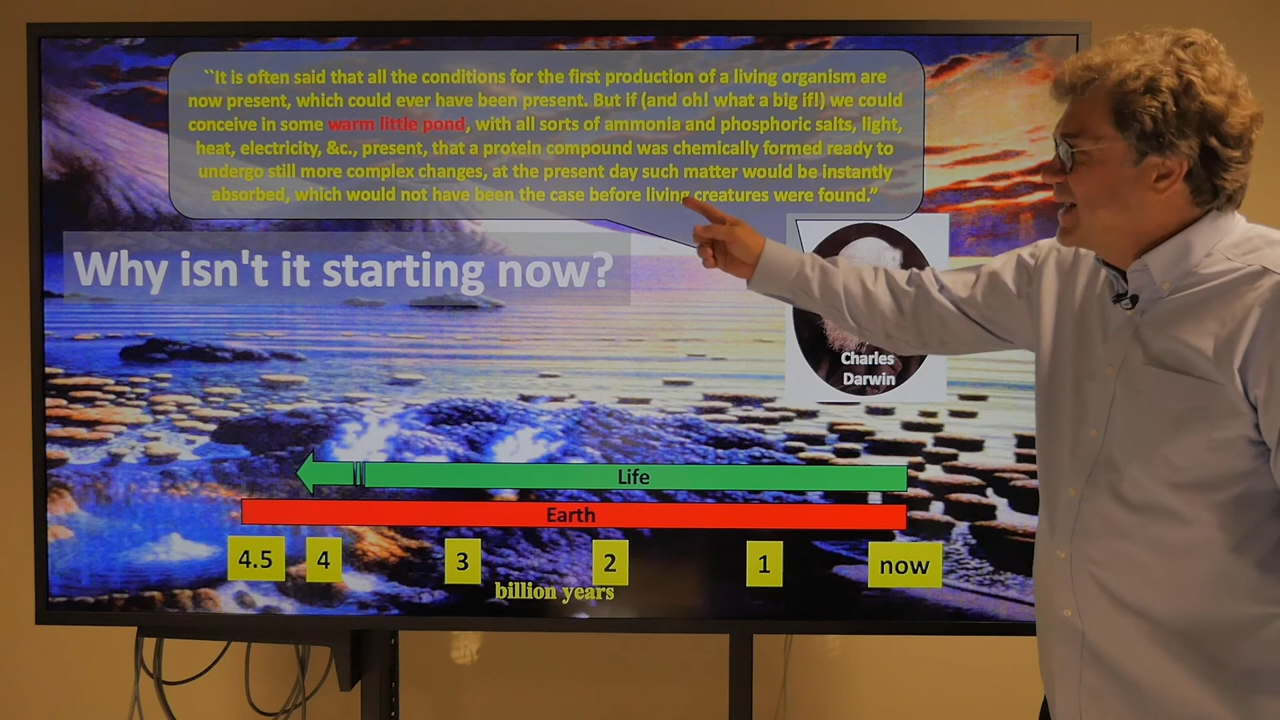 ``It is often said that all the conditions for the first production of a living organism are
now present, which could ever have been present. But if (and oh! what a big if!) we could
conceive in some warm little pond, with all sorts of ammonia and phosphoric salts, light,
heat, electricity, &c., present, that a protein compound was chemically formed ready to
undergo still more complex changes, at the present day such matter would be instantly
absorbed, which would not have been the case before living creatures were found.”
Why isn't it starting now?
Charles
Darwin
Life
Earth
4.5 4 3 2 1 now
billion years